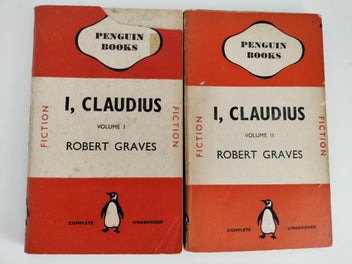 PENGUIN
BOOKS
I, CLAUDIUS
VOLUME I
ROBERT GRAVES
FICTION
FICTION
COMPLETE UNABRIDGED
PENGUIN
BOOKS
I, CLAUDIUS
VOLUME II
ROBERT GRAVES
FICTION
FICTION
COMPLETE UNABRIDGED